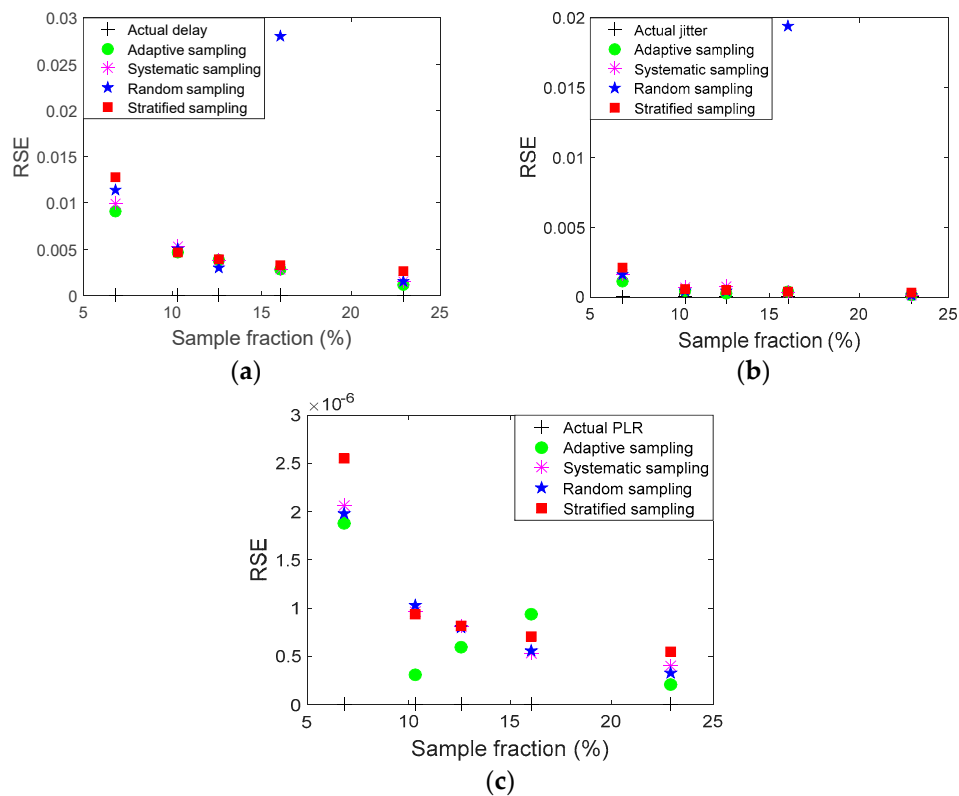 0.03
0.025
0.02
0.015
0.01
0.005
0
RSE
Actual delay
Adaptive sampling
Systematic sampling
Random sampling
Stratified sampling
5 10 15 20 25
Sample fraction (%)
(a)
0.02
0.015
0.01
0.005
0
RSE
Actual jitter
Adaptive sampling
Systematic sampling
Random sampling
Stratified sampling
5 10 15 20 25
Sample fraction (%)
(b)
×10-6
3
2.5
2
1.5
1
0.5
0
RSE
Actual PLR
Adaptive sampling
Systematic sampling
Random sampling
Stratified sampling
5 10 15 20 25
Sample fraction (%)
(c)